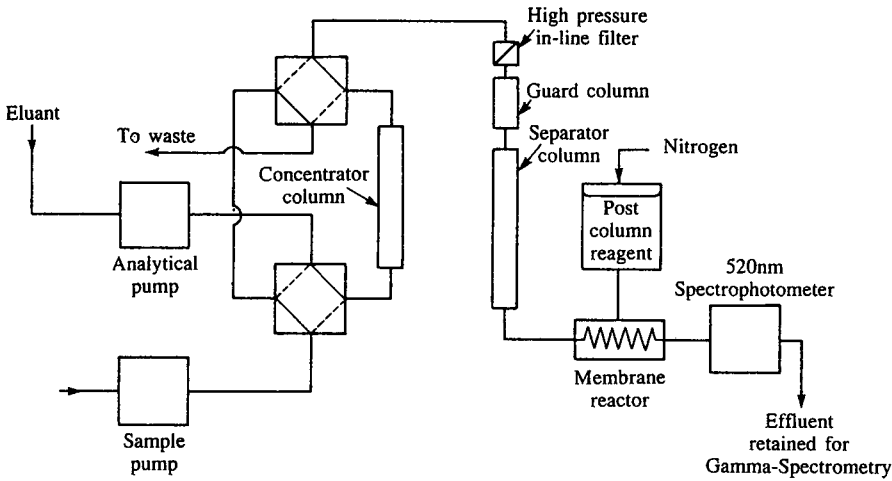 High pressure
in-line filter
Guard column
Separator
column
Eluant
To waste
Concentrator
column
Nitrogen
Post
column
reagent
Analytical
pump
520nm
Spectrophotometer
Membrane
reactor
Sample
pump
Effluent
retained for
Gamma-Spectrometry